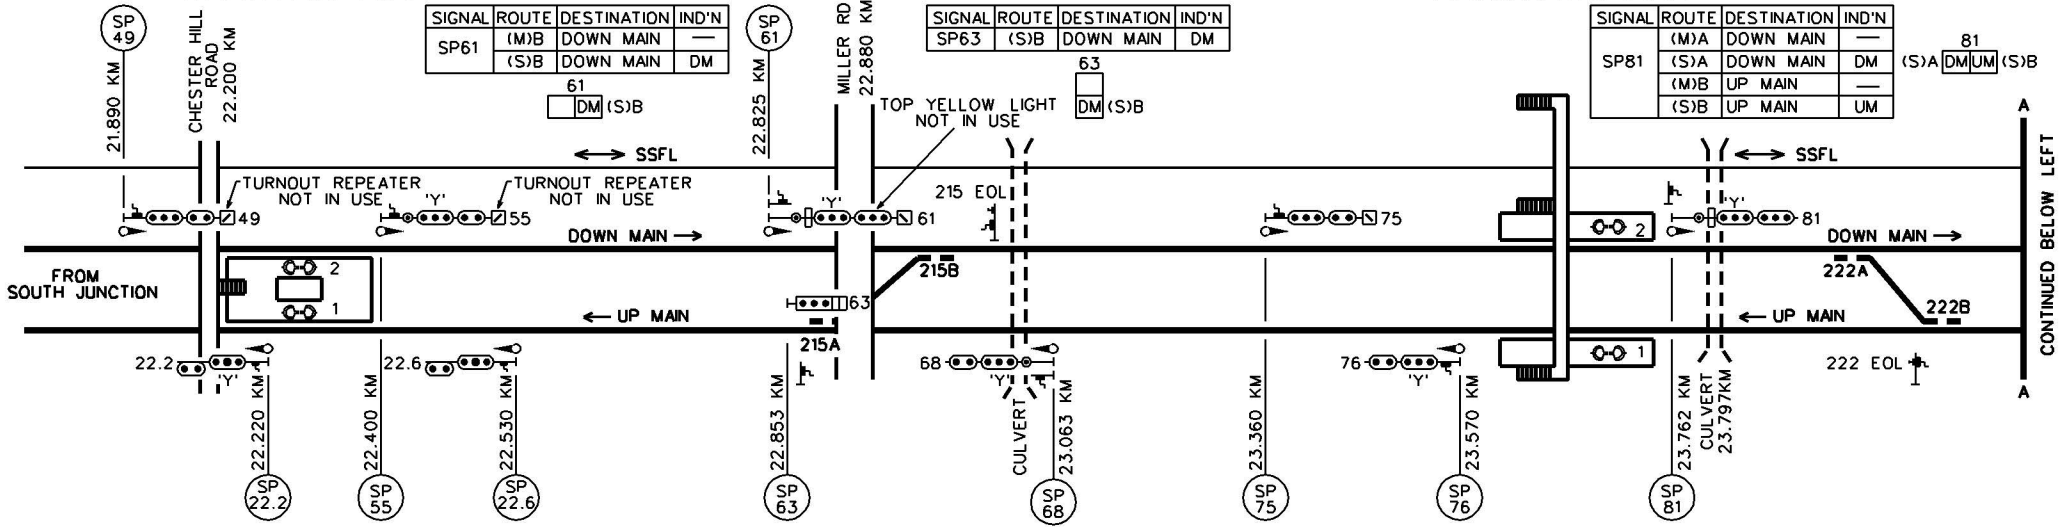 SP
49
21.890 KM
CHESTER HILL
ROAD
22.200 KM
SIGNAL ROUTE DESTINATION IND'N
SP61 (M)B DOWN MAIN —
(S)B DOWN MAIN DM
61
DM (S)B
SP
61
22.825 KM
MILLER RD
22.880 KM
SIGNAL ROUTE DESTINATION IND'N
SP63 (S)B DOWN MAIN DM
63
DM (S)B
TOP YELLOW LIGHT
NOT IN USE
SIGNAL ROUTE DESTINATION IND'N
SP81 (M)A DOWN MAIN —
(S)A DOWN MAIN DM
(M)B UP MAIN —
(S)B UP MAIN UM
81
(S)A DM UM (S)B
A
SSFL
SSFL
TURNOUT REPEATER
NOT IN USE
49
'Y'
TURNOUT REPEATER
NOT IN USE
55
'Y'
61
215 EOL
75
2
'Y'
81
DOWN MAIN
DOWN MAIN
FROM
SOUTH JUNCTION
2
1
215B
222A
63
UP MAIN
UP MAIN
222B
215A
22.2
'Y'
22.6
68
'Y'
76
'Y'
1
222 EOL
CONTINUED BELOW LEFT
A
22.220 KM
22.400 KM
22.530 KM
22.853 KM
CULVERT
23.063 KM
23.360 KM
23.570 KM
23.762 KM
CULVERT
23.797KM
SP
22.2
SP
55
SP
22.6
SP
63
SP
68
SP
75
SP
76
SP
81